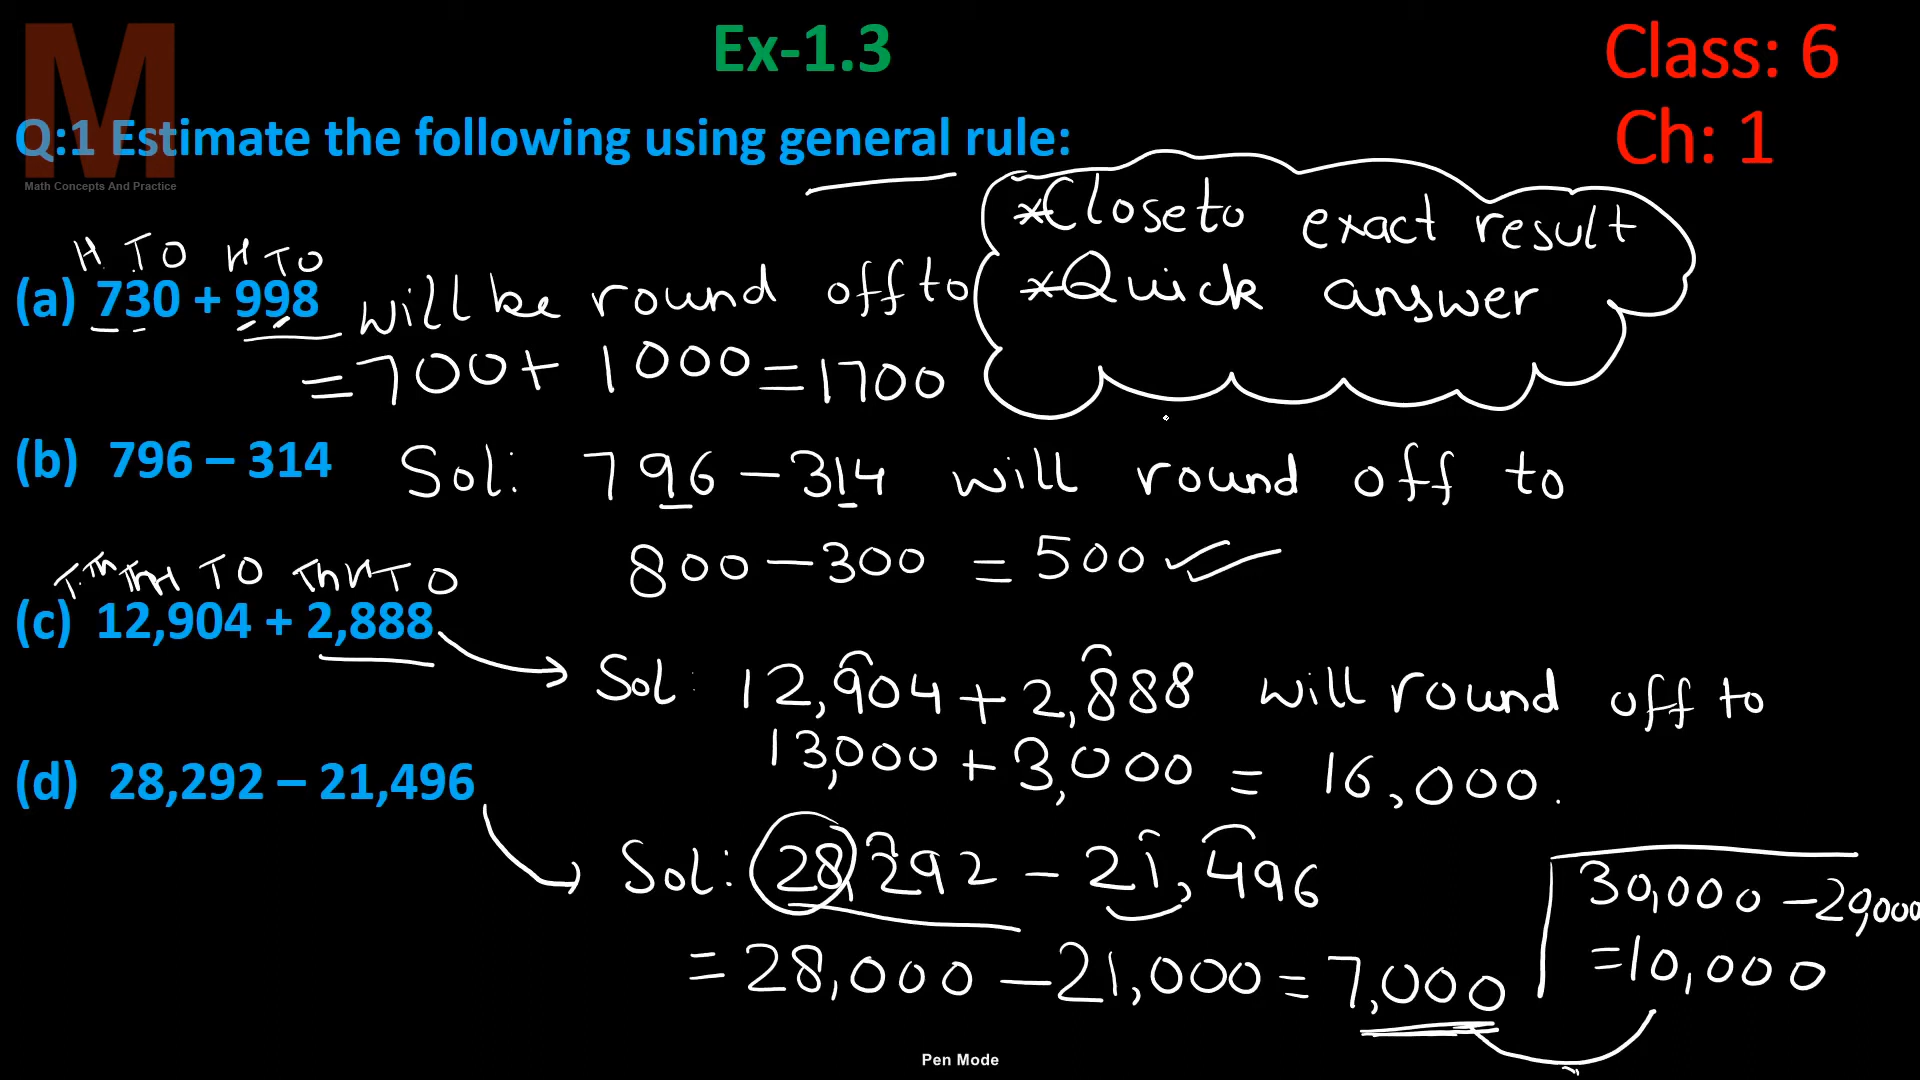 M
Math Concepts And Practice
Ex-1.3
Class: 6
Ch: 1
Q:1 Estimate the following using general rule:
*Close to exact result
*Quick answer
H T O H T O
(a) 730 + 998 will be round off to
= 700 + 1000 = 1700
(b) 796 – 314 Sol: 796 – 314 will round off to
800 – 300 = 500
T.Th Th H T O Th H T O
(c) 12,904 + 2,888
Sol: 12,904 + 2,888 will round off to
13,000 + 3,000 = 16,000.
(d) 28,292 – 21,496
Sol: 28,292 – 21,496
= 28,000 – 21,000 = 7,000
30,000 – 20,000
= 10,000
Pen Mode